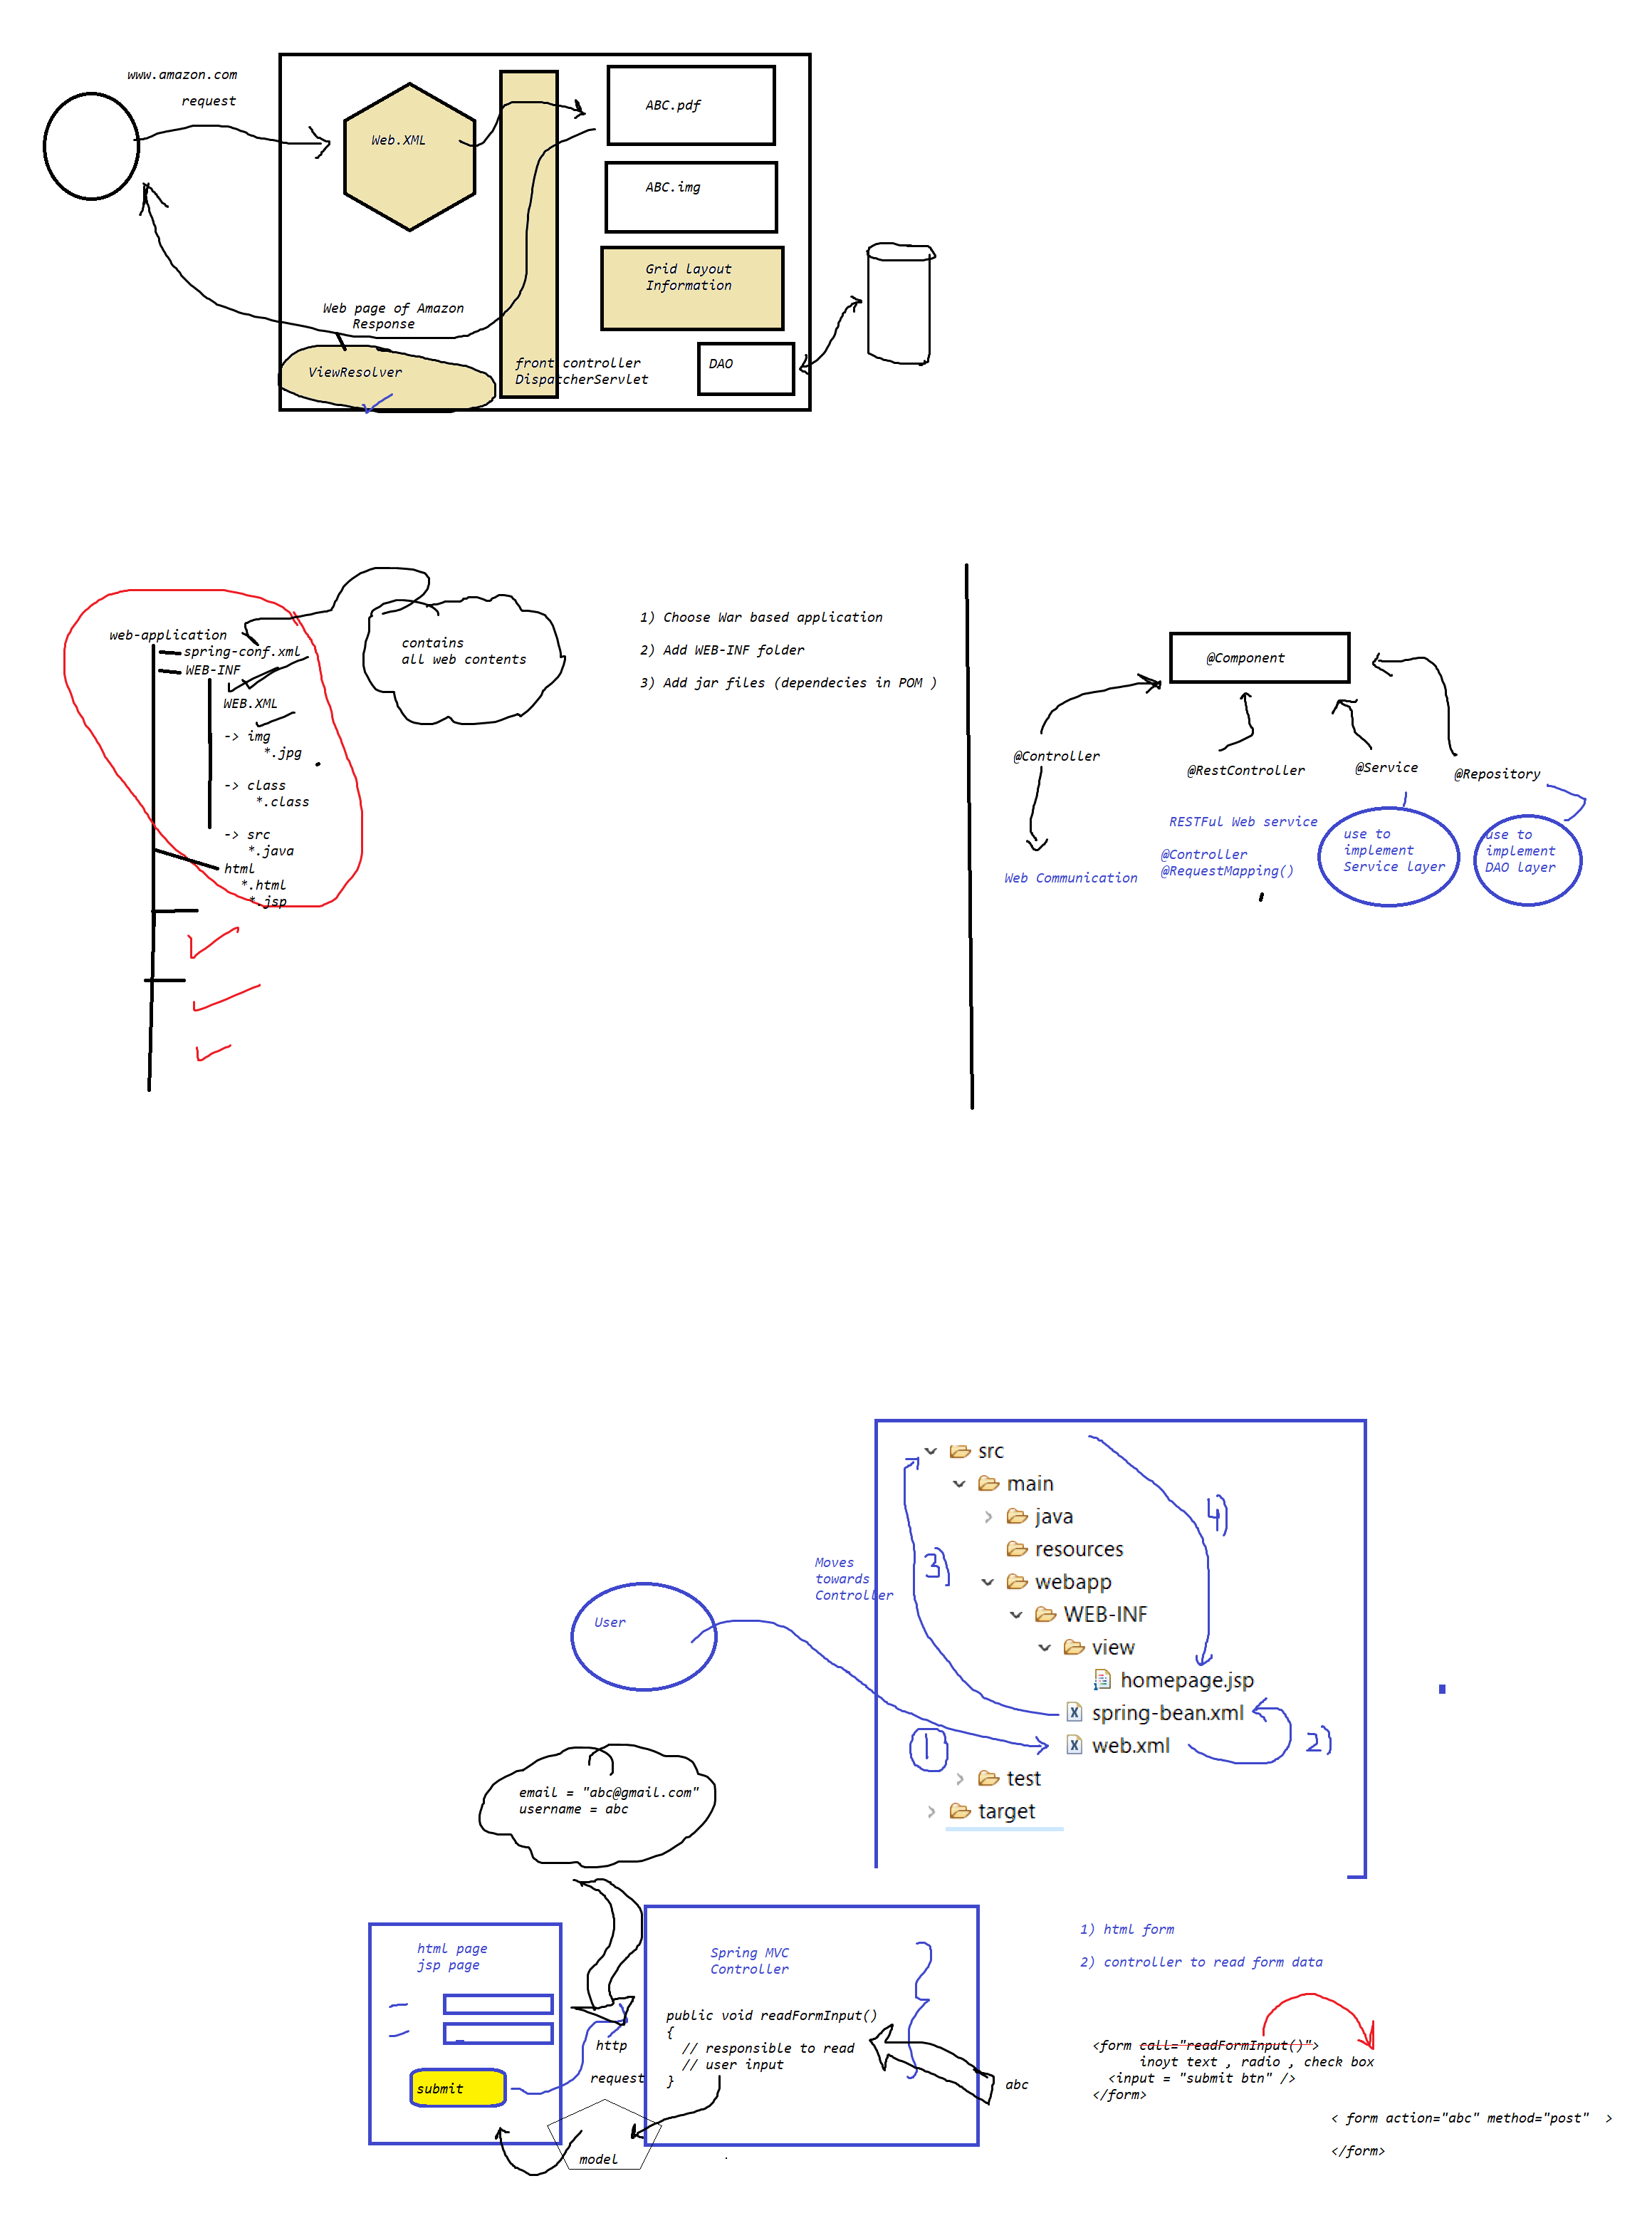 www.amazon.com
request
Web.XML
ABC.pdf
ABC.img
Grid layout
Information
Web page of Amazon
Response
ViewResolver
front controller
DispatcherServlet
DAO
web-application
spring-conf.xml
WEB-INF
WEB.XML
-> img
*.jpg
-> class
*.class
-> src
*.java
html
*.html
*.jsp
contains
all web contents
1) Choose War based application
2) Add WEB-INF folder
3) Add jar files (dependecies in POM )
@Component
@Controller
@RestController
@Service
@Repository
Web Communication
RESTFul Web service
@Controller
@RequestMapping()
use to
implement
Service layer
use to
implement
DAO layer
src
main
java
resources
webapp
WEB-INF
view
homepage.jsp
spring-bean.xml
web.xml
test
target
1
2)
3)
4)
Moves
towards
Controller
User
email = "abc@gmail.com"
username = abc
html page
jsp page
submit
http
request
model
Spring MVC
Controller
public void readFormInput()
{
// responsible to read
// user input
}
abc
1) html form
2) controller to read form data
<form call="readFormInput()">
inoyt text , radio , check box
<input = "submit btn" />
</form>
< form action="abc" method="post" >
</form>